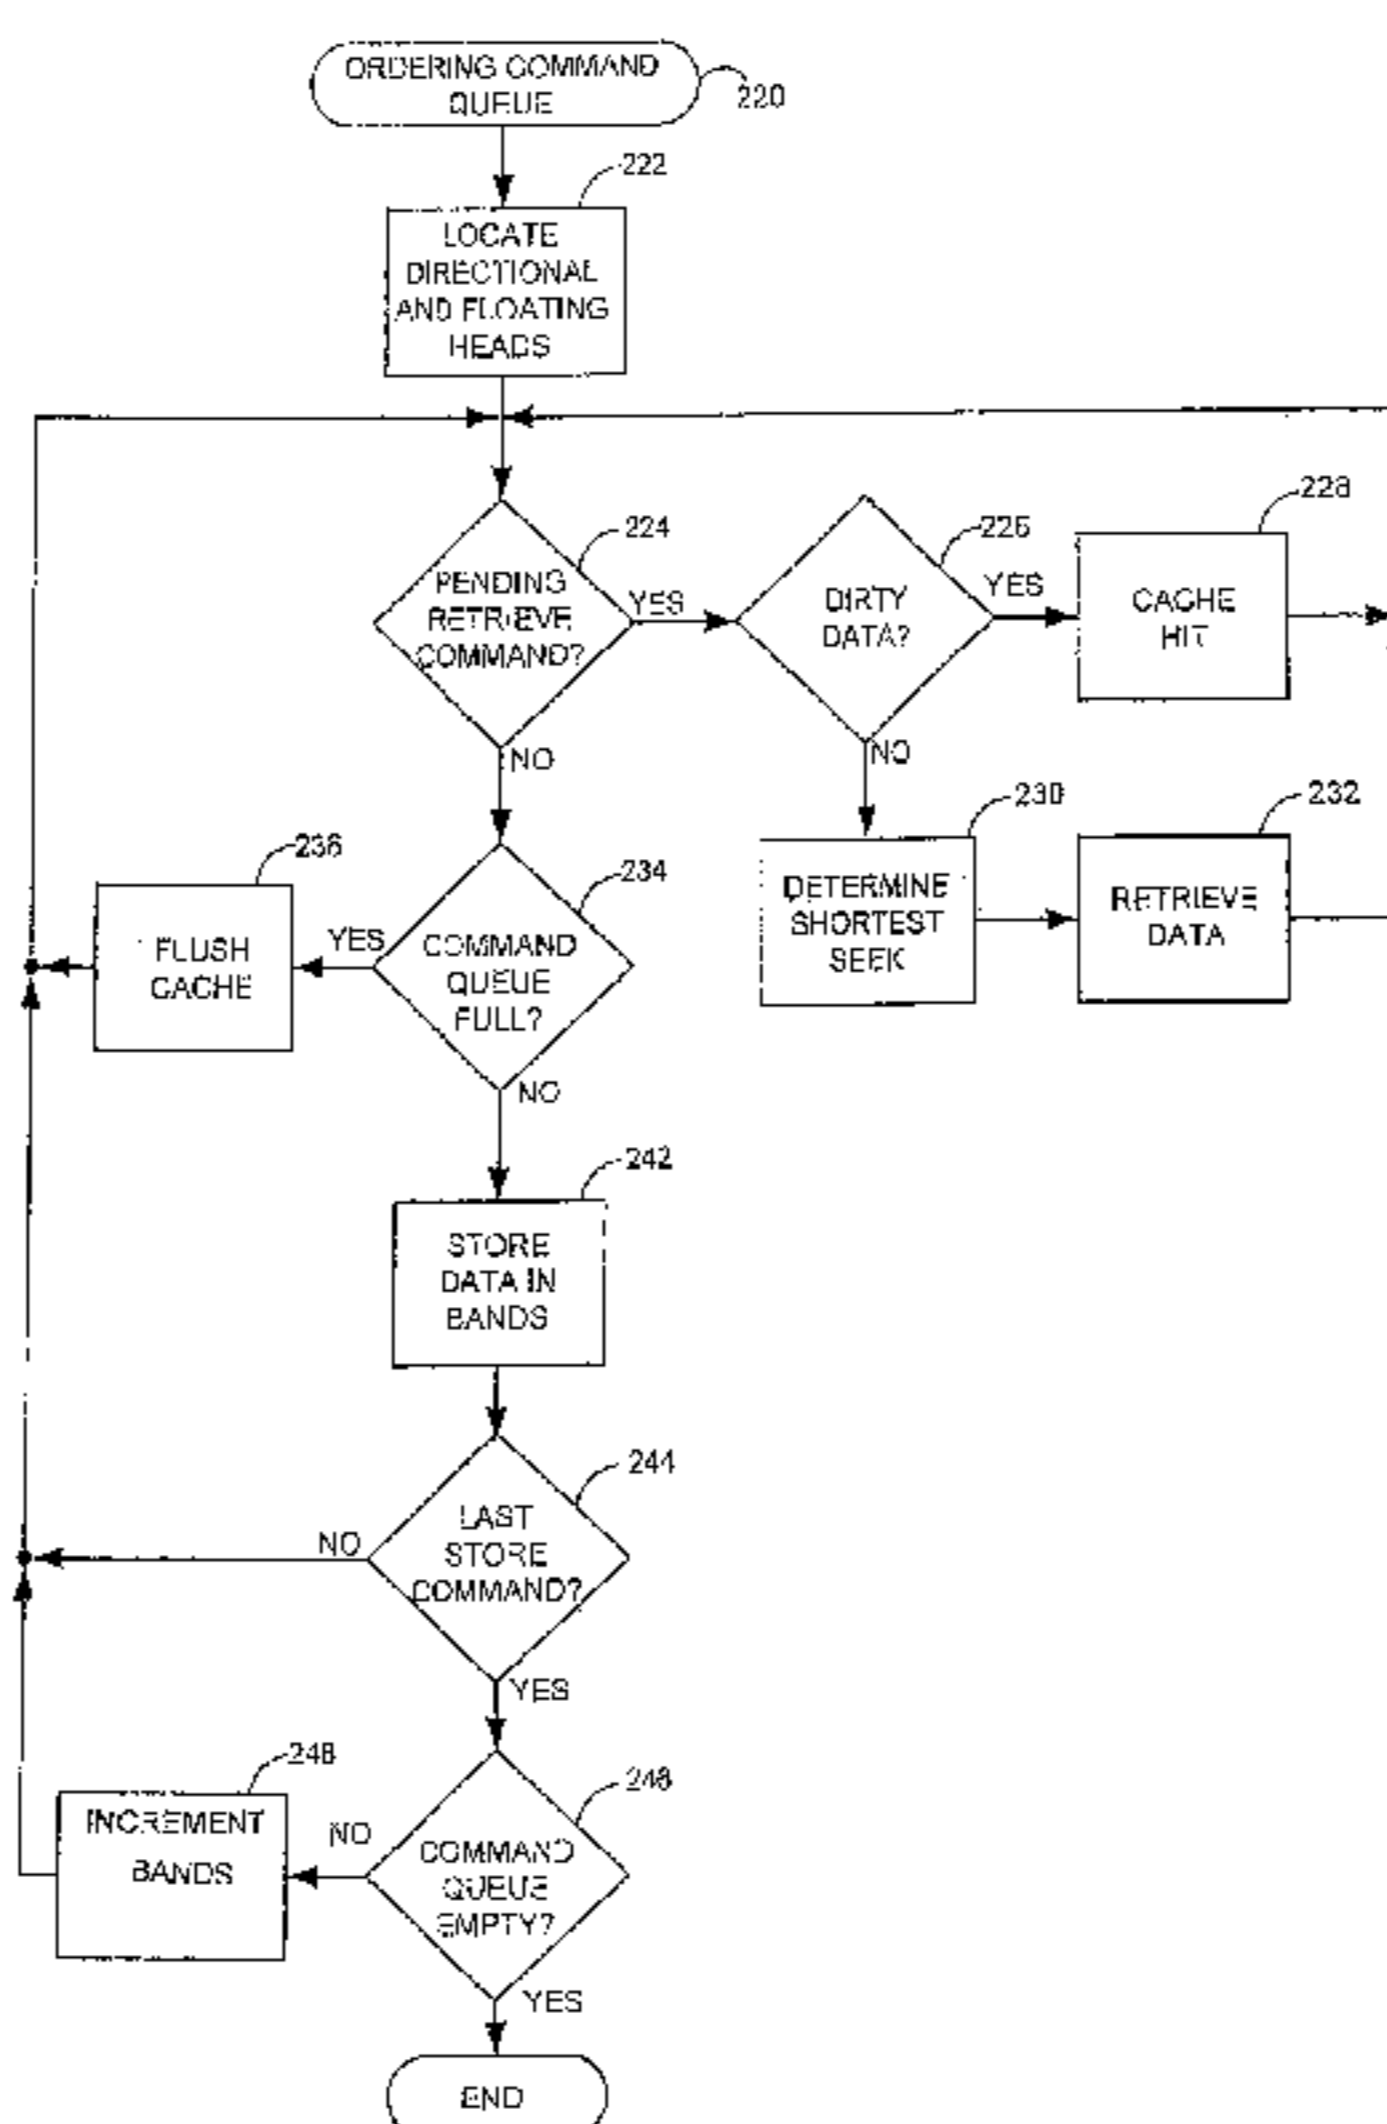 ORDERING COMMAND
QUEUE
220
222
LOCATE
DIRECTIONAL
AND FLOATING
HEADS
224
PENDING
RETRIEVE
COMMAND?
YES
NO
226
DIRTY
DATA?
YES
NO
228
CACHE
HIT
230
DETERMINE
SHORTEST
SEEK
232
RETRIEVE
DATA
234
COMMAND
QUEUE
FULL?
YES
NO
236
FLUSH
CACHE
242
STORE
DATA IN
BANDS
244
LAST
STORE
COMMAND?
NO
YES
248
INCREMENT
BANDS
COMMAND
QUEUE
EMPTY?
NO
YES
END